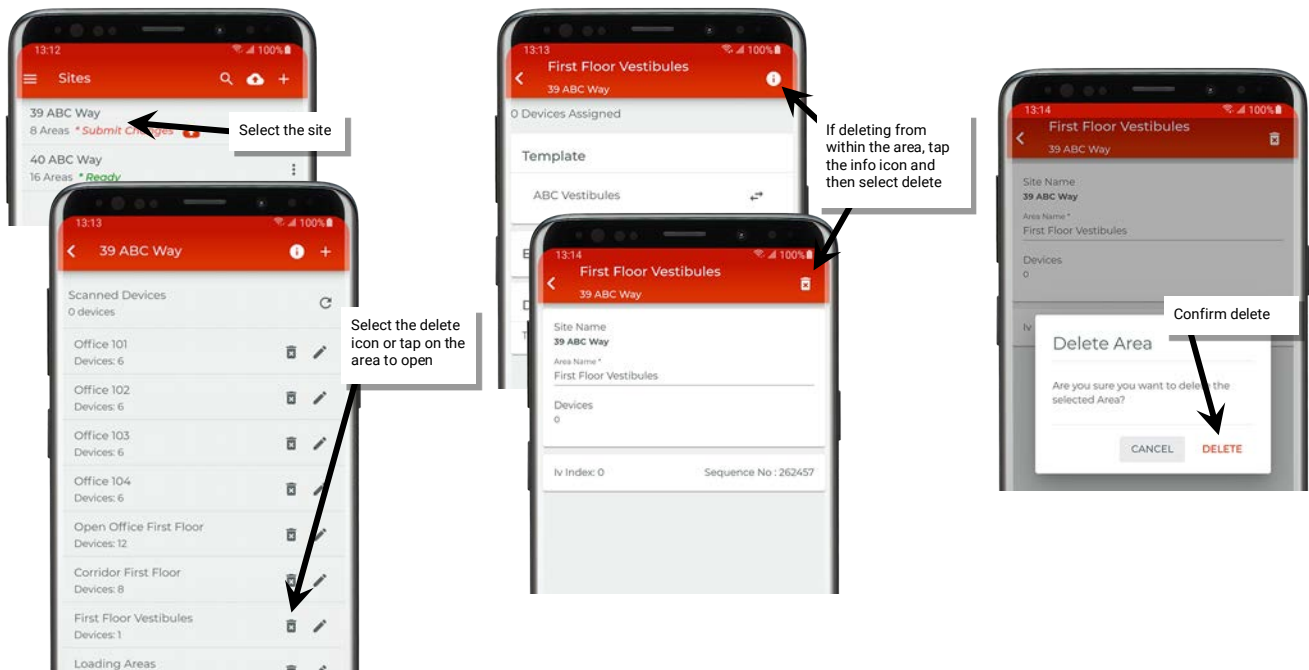 13:12
100%
Sites
39 ABC Way
8 Areas * Submit Changes
40 ABC Way
16 Areas * Ready
Select the site
13:13
100%
39 ABC Way
Scanned Devices
0 devices
Office 101
Devices: 6
Office 102
Devices: 6
Office 103
Devices: 6
Office 104
Devices: 6
Open Office First Floor
Devices: 12
Corridor First Floor
Devices: 8
First Floor Vestibules
Devices: 1
Loading Areas
Select the delete
icon or tap on the
area to open
13:13
100%
First Floor Vestibules
39 ABC Way
0 Devices Assigned
Template
ABC Vestibules
E
D
T
If deleting from
within the area, tap
the info icon and
then select delete
13:14
100%
First Floor Vestibules
39 ABC Way
Site Name
39 ABC Way
Area Name *
First Floor Vestibules
Devices
0
Iv Index: 0 Sequence No : 262457
13:14
100%
First Floor Vestibules
39 ABC Way
Site Name
39 ABC Way
Area Name *
First Floor Vestibules
Devices
0
Iv
Confirm delete
Delete Area
Are you sure you want to delete the
selected Area?
CANCEL DELETE